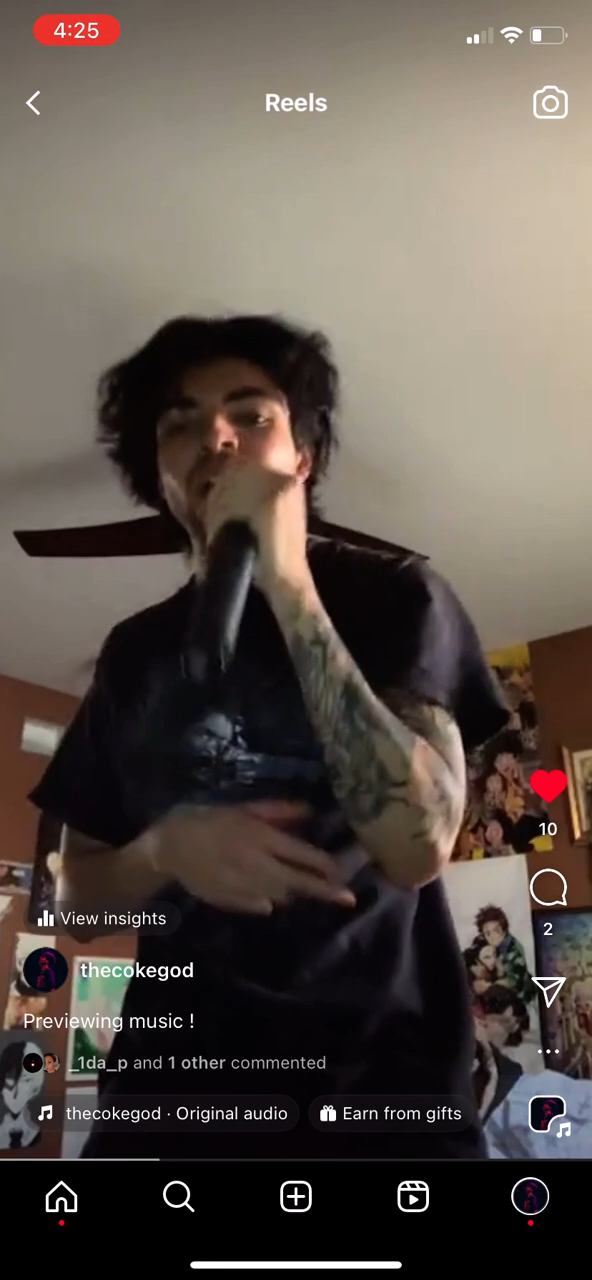 4:25
Reels
10
2
View insights
thecokegod
Previewing music !
_1da_p and 1 other commented
thecokegod · Original audio
Earn from gifts